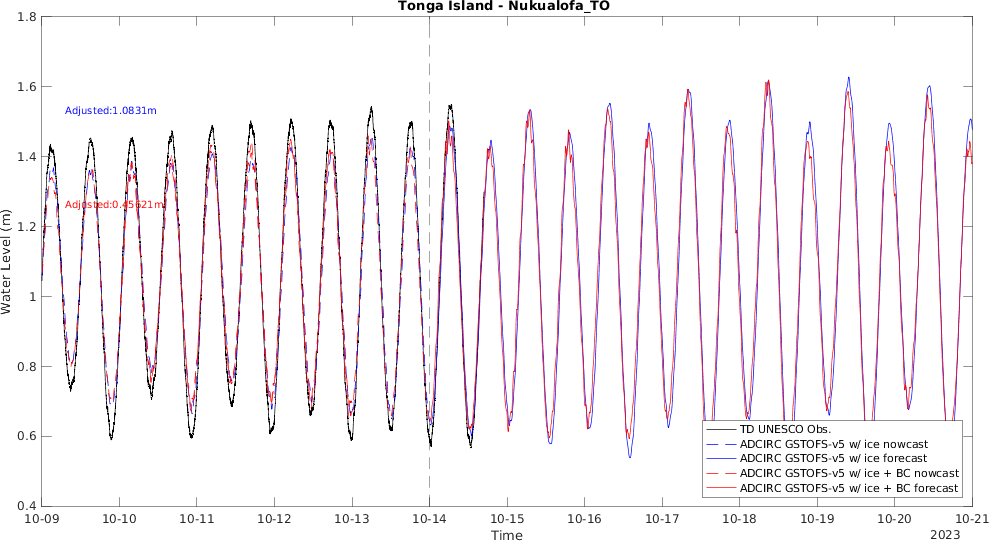 Tonga Island - Nukualofa_TO
1.8
1.6
1.4
1.2
1
0.8
0.6
0.4
Water Level (m)
Adjusted:1.0831m
Adjusted:0.45621m
TD UNESCO Obs.
ADCIRC GSTOFS-v5 w/ ice nowcast
ADCIRC GSTOFS-v5 w/ ice forecast
ADCIRC GSTOFS-v5 w/ ice + BC nowcast
ADCIRC GSTOFS-v5 w/ ice + BC forecast
10-09 10-10 10-11 10-12 10-13 10-14 10-15 10-16 10-17 10-18 10-19 10-20 10-21
Time
2023